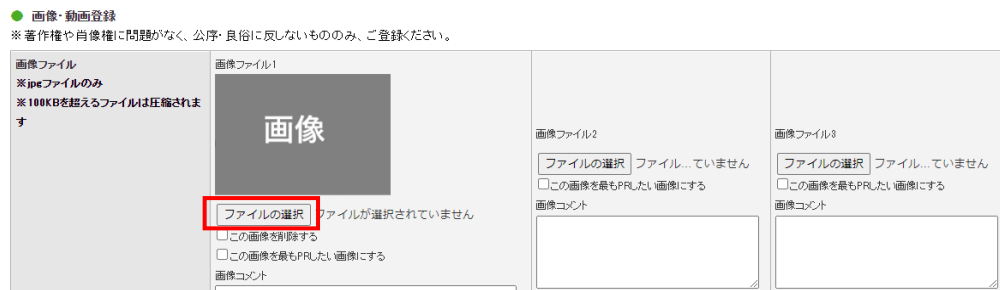 画像・動画登録
※著作権や肖像権に問題がなく、公序・良俗に反しないもののみ、ご登録ください。
画像ファイル
※jpgファイルのみ
※100KBを超えるファイルは圧縮されます
画像ファイル1
画像
ファイルの選択 ファイルが選択されていません
この画像を削除する
この画像を最もPRしたい画像にする
画像コメント
画像ファイル2
ファイルの選択 ファイル...ていません
この画像を最もPRしたい画像にする
画像コメント
画像ファイル3
ファイルの選択 ファイル...ていません
この画像を最もPRしたい画像にする
画像コメント